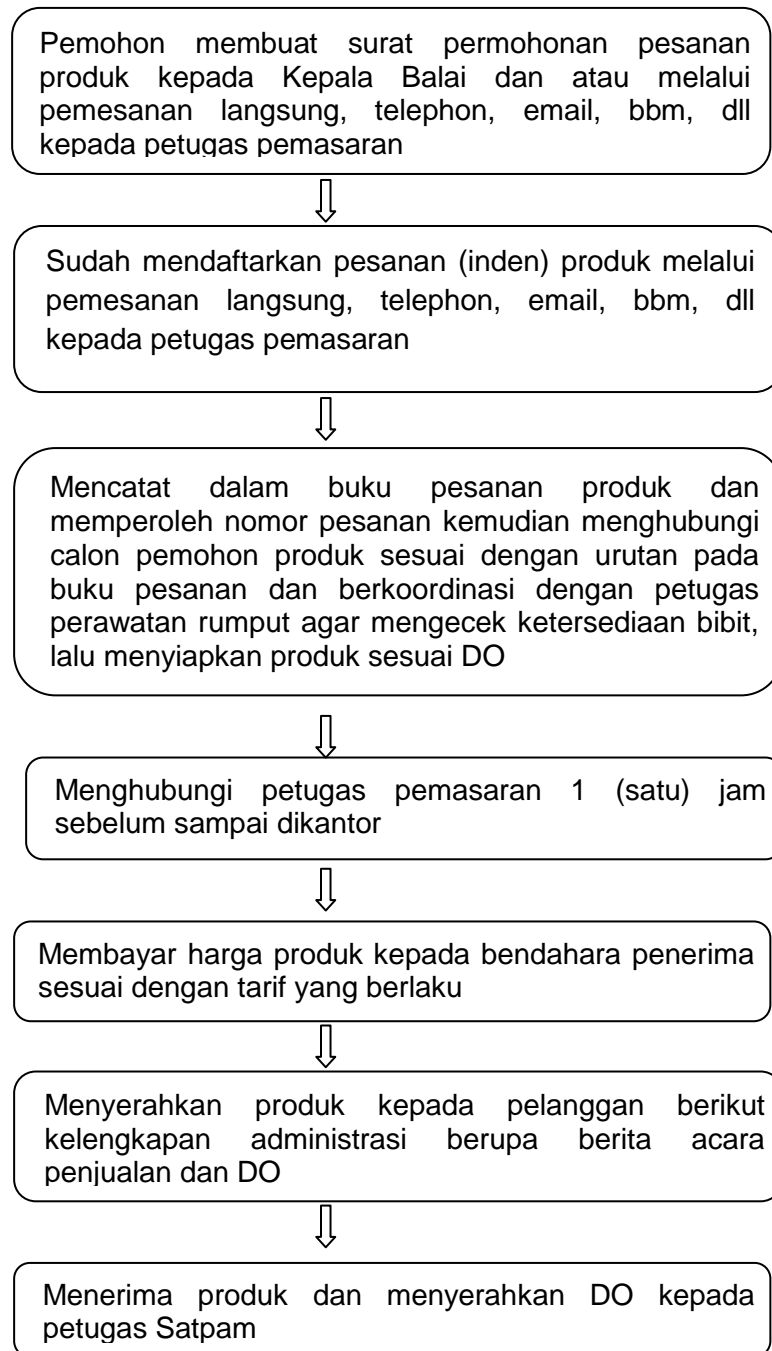 Pemohon membuat surat permohonan pesanan
produk kepada Kepala Balai dan atau melalui
pemesanan langsung, telephon, email, bbm, dll
kepada petugas pemasaran
Sudah mendaftarkan pesanan (inden) produk melalui
pemesanan langsung, telephon, email, bbm, dll
kepada petugas pemasaran
Mencatat dalam buku pesanan produk dan
memperoleh nomor pesanan kemudian menghubungi
calon pemohon produk sesuai dengan urutan pada
buku pesanan dan berkoordinasi dengan petugas
perawatan rumput agar mengecek ketersediaan bibit,
lalu menyiapkan produk sesuai DO
Menghubungi petugas pemasaran 1 (satu) jam
sebelum sampai dikantor
Membayar harga produk kepada bendahara penerima
sesuai dengan tarif yang berlaku
Menyerahkan produk kepada pelanggan berikut
kelengkapan administrasi berupa berita acara
penjualan dan DO
Menerima produk dan menyerahkan DO kepada
petugas Satpam